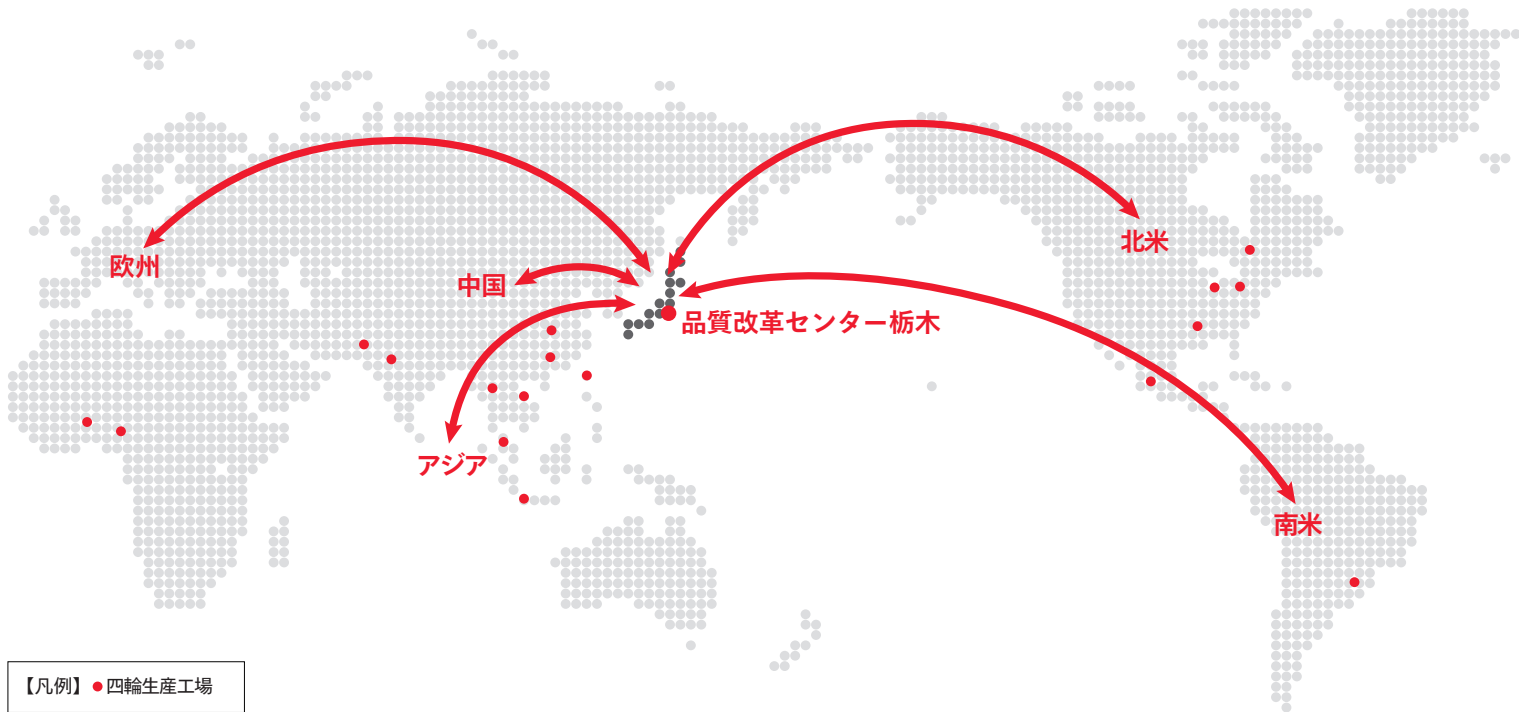 欧州
中国
北米
品質改革センター栃木
アジア
南米
【凡例】●四輪生産工場